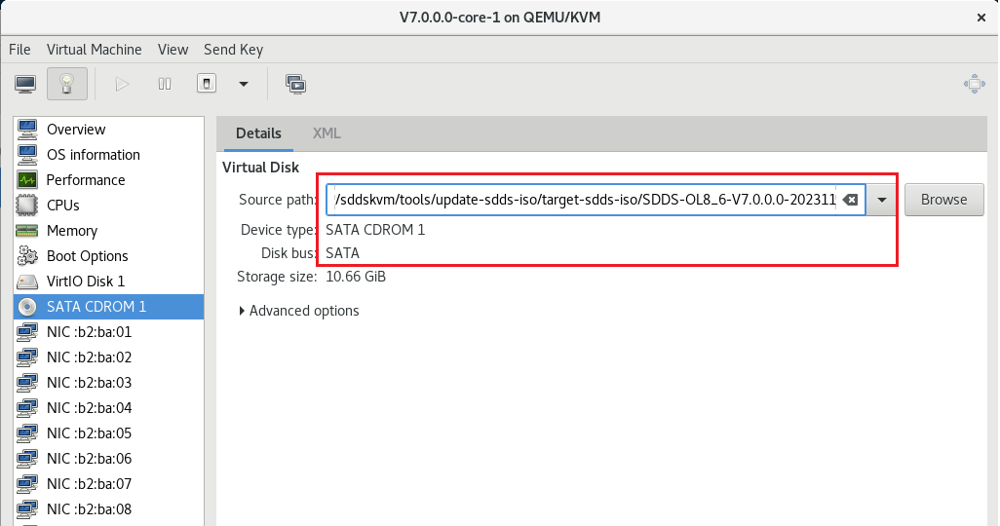 V7.0.0.0-core-1 on QEMU/KVM
File Virtual Machine View Send Key
Overview
OS information
Performance
CPUs
Memory
Boot Options
VirtIO Disk 1
SATA CDROM 1
NIC :b2:ba:01
NIC :b2:ba:02
NIC :b2:ba:03
NIC :b2:ba:04
NIC :b2:ba:05
NIC :b2:ba:06
NIC :b2:ba:07
NIC :b2:ba:08
Details XML
Virtual Disk
Source path: /sddskvm/tools/update-sdds-iso/target-sdds-iso/SDDS-OL8_6-V7.0.0.0-202311 Browse
Device type: SATA CDROM 1
Disk bus: SATA
Storage size: 10.66 GiB
Advanced options